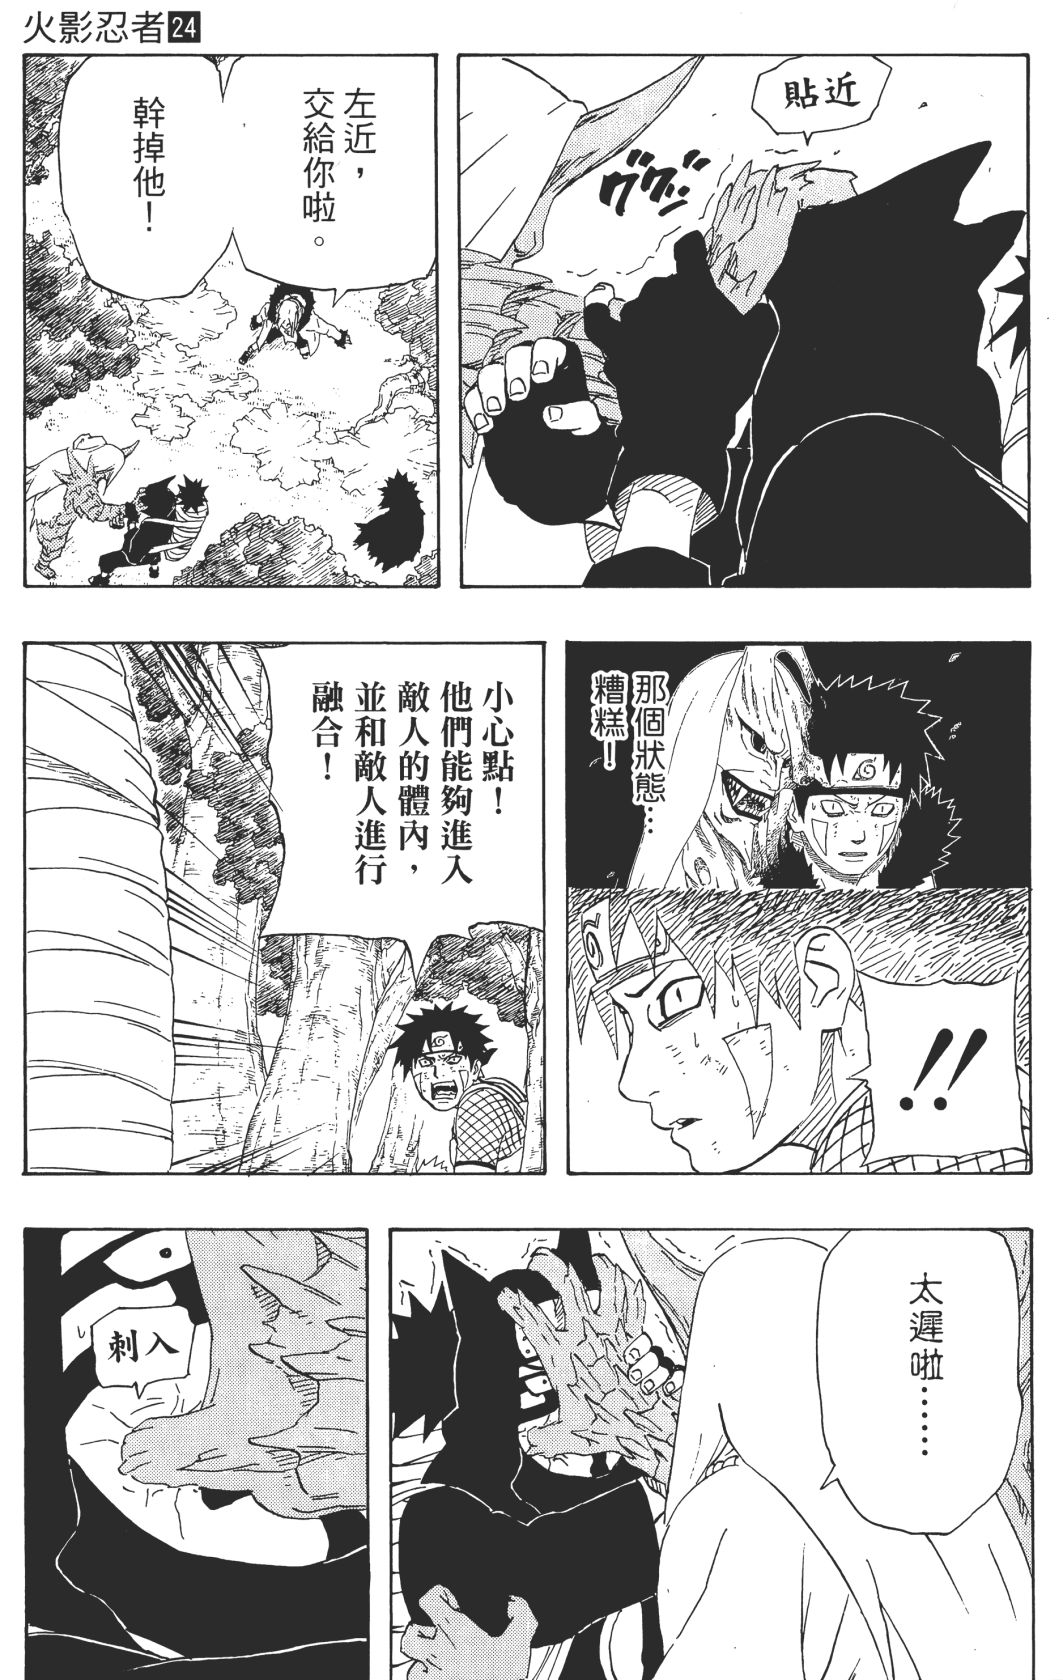 火影忍者24
貼近
グググッ
左近，
交給你啦。
幹掉他！
那個狀態…
糟糕！
!!
小心點！
他們能夠進入
敵人的體內，
並和敵人進行
融合！
太遲啦……
刺入